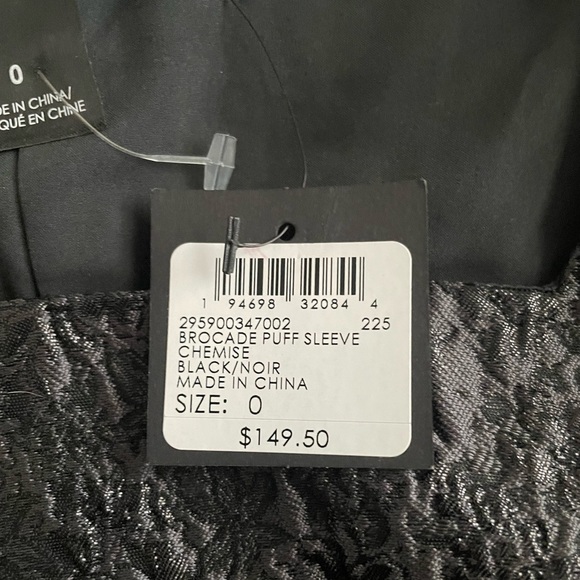 0
DE IN CHINA/
QUÉ EN CHINE
1 94698 32084 4
295900347002 225
BROCADE PUFF SLEEVE
CHEMISE
BLACK/NOIR
MADE IN CHINA
SIZE: 0
$149.50